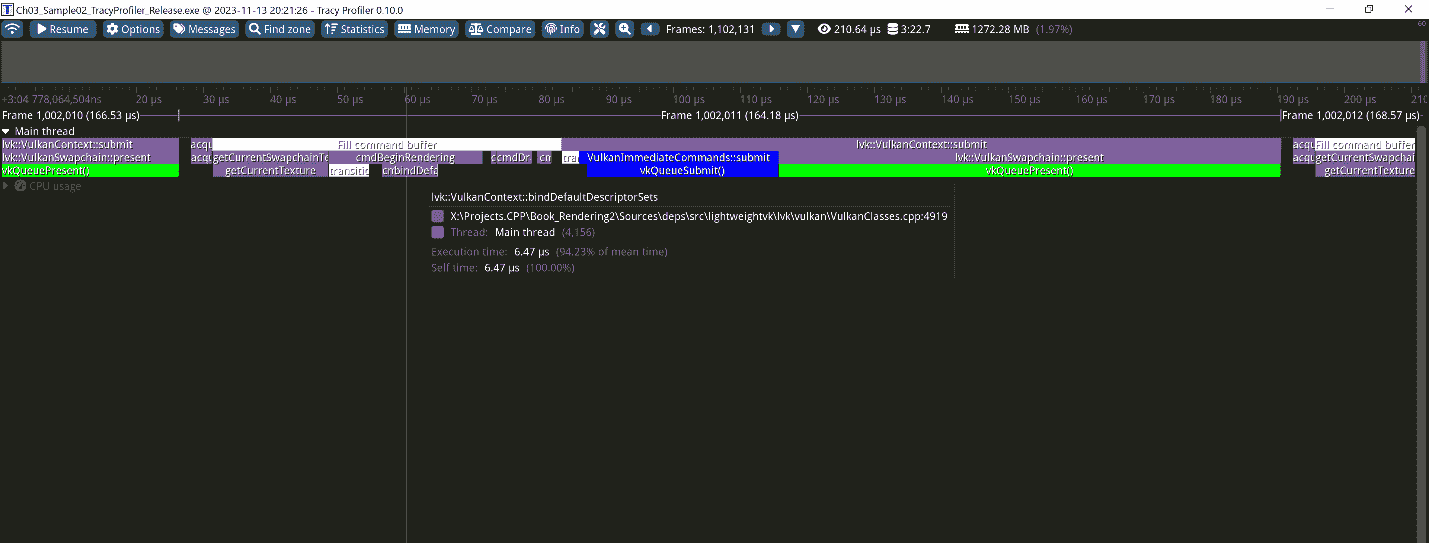 Ch03_Sample02_TracyProfiler_Release.exe @ 2023-11-13 20:21:26 - Tracy Profiler 0.10.0
Resume Options Messages Find zone Statistics Memory Compare Info Frames: 1,102,131 210.64 µs 3:22.7 1272.28 MB (1.97%) 60
+3:04 778,064,504ns 20 µs 30 µs 40 µs 50 µs 60 µs 70 µs 80 µs 90 µs 100 µs 110 µs 120 µs 130 µs 140 µs 150 µs 160 µs 170 µs 180 µs 190 µs 200 µs 210
Frame 1,002,010 (166.53 µs) Frame 1,002,011 (164.18 µs) Frame 1,002,012 (168.57 µs)
Main thread
lvk::VulkanContext::submit acqu Fill command buffer lvk::VulkanContext::submit acqu Fill command buffer
lvk::VulkanSwapchain::present acqu getCurrentSwapchainTe cmdBeginRendering ccmdDr cn trai VulkanImmediateCommands::submit lvk::VulkanSwapchain::present acqu getCurrentSwapchai
vkQueuePresent() getCurrentTexture transitic cnbindDefa vkQueueSubmit() vkQueuePresent() getCurrentTexture
CPU usage
lvk::VulkanContext::bindDefaultDescriptorSets
X:\Projects.CPP\Book_Rendering2\Sources\deps\src\lightweightvk\lvk\vulkan\VulkanClasses.cpp:4919
Thread: Main thread (4,156)
Execution time: 6.47 µs (94.23% of mean time)
Self time: 6.47 µs (100.00%)